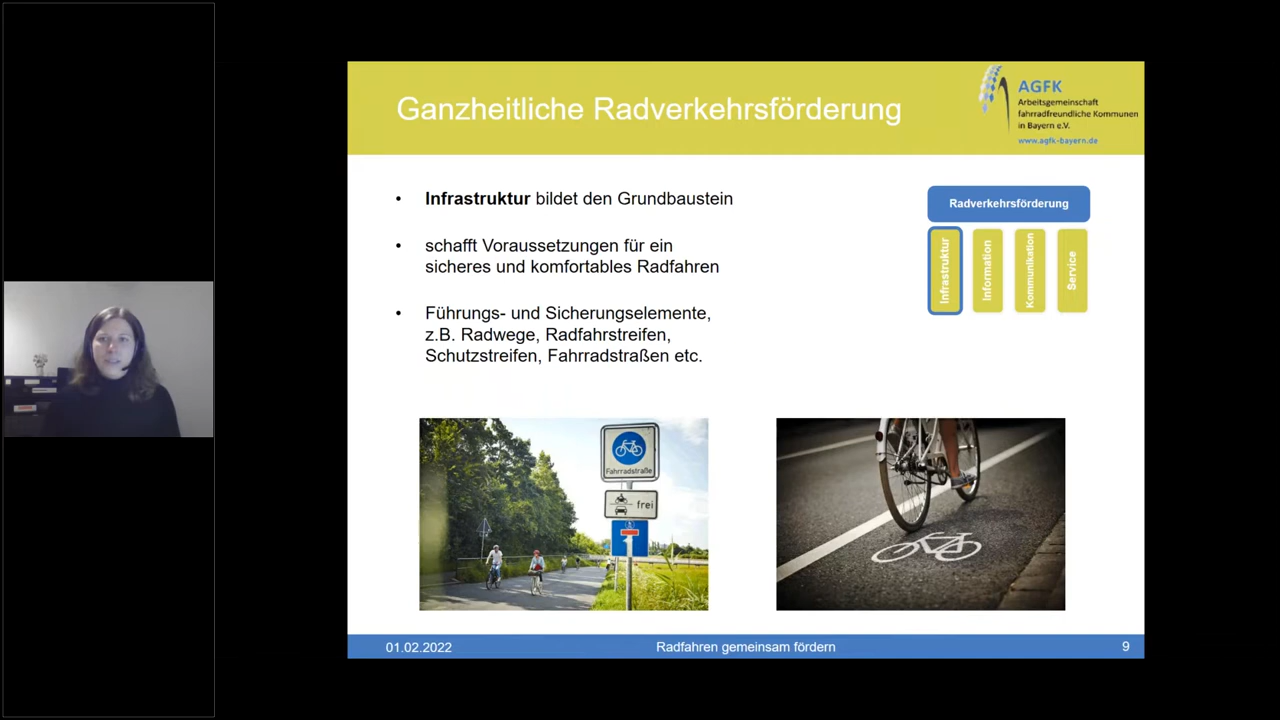 Ganzheitliche Radverkehrsförderung
AGFK
Arbeitsgemeinschaft
fahrradfreundliche Kommunen
in Bayern e.V.
www.agfk-bayern.de
• Infrastruktur bildet den Grundbaustein
• schafft Voraussetzungen für ein
sicheres und komfortables Radfahren
• Führungs- und Sicherungselemente,
z.B. Radwege, Radfahrstreifen,
Schutzstreifen, Fahrradstraßen etc.
Radverkehrsförderung
Infrastruktur
Information
Kommunikation
Service
Fahrradstraße
frei
01.02.2022
Radfahren gemeinsam fördern
9